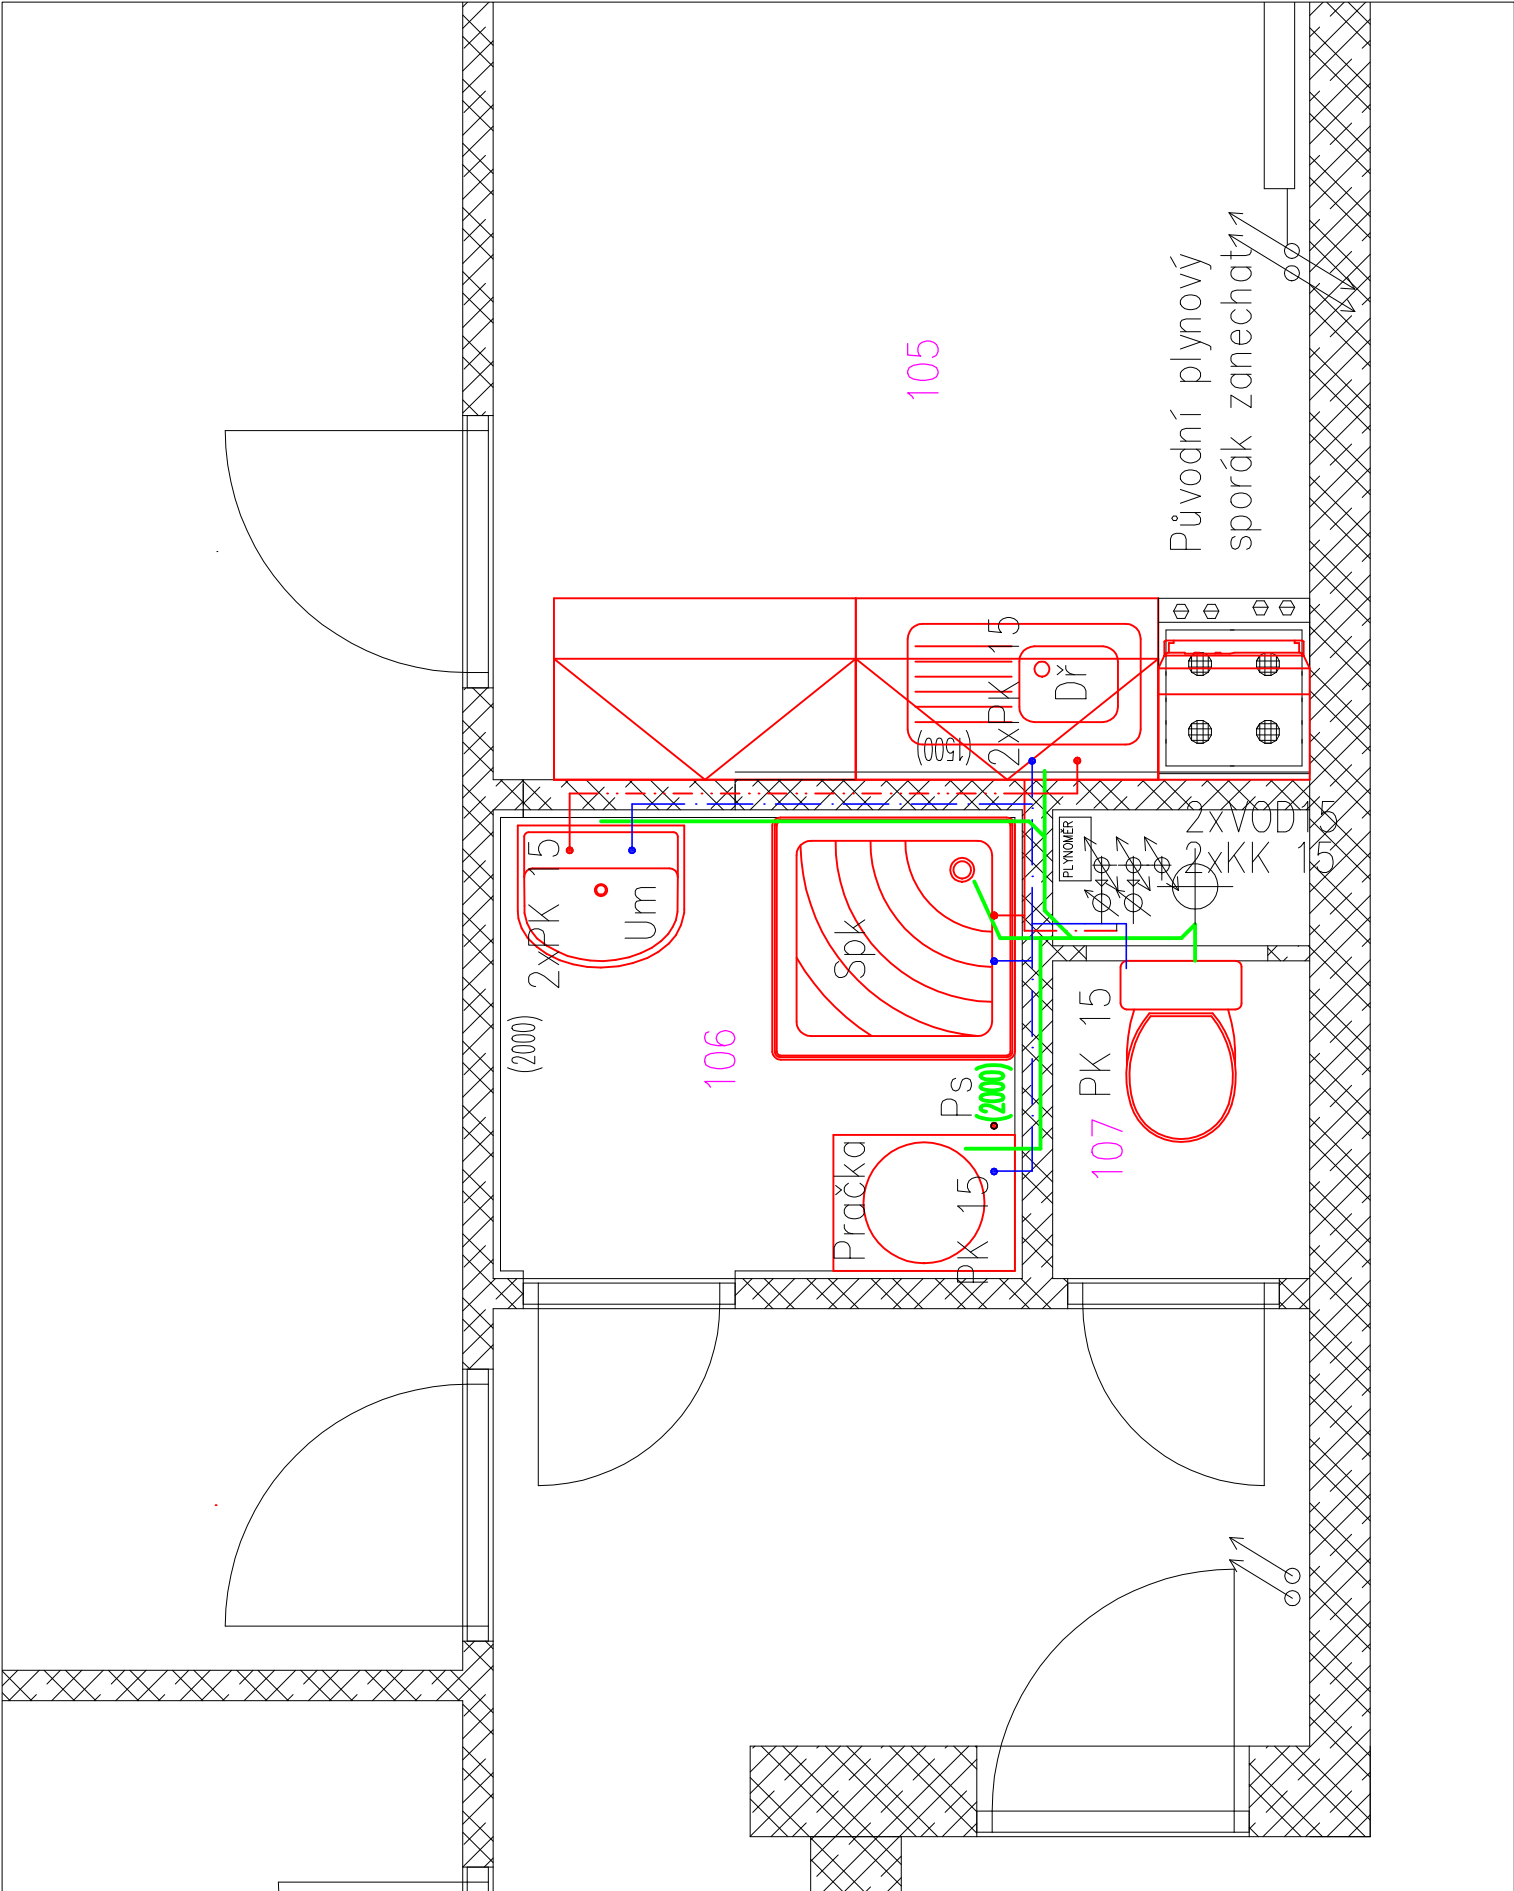 105
Původní plynový
sporák zanechat
2xPK 15
Dř
(1500)
2xVOD15
2xKK 15
PLYNOMĚR
2xPK 15
Um
Spk
(2000)
106
Ps
(2000)
PK 15
107
Pračka
PK 15